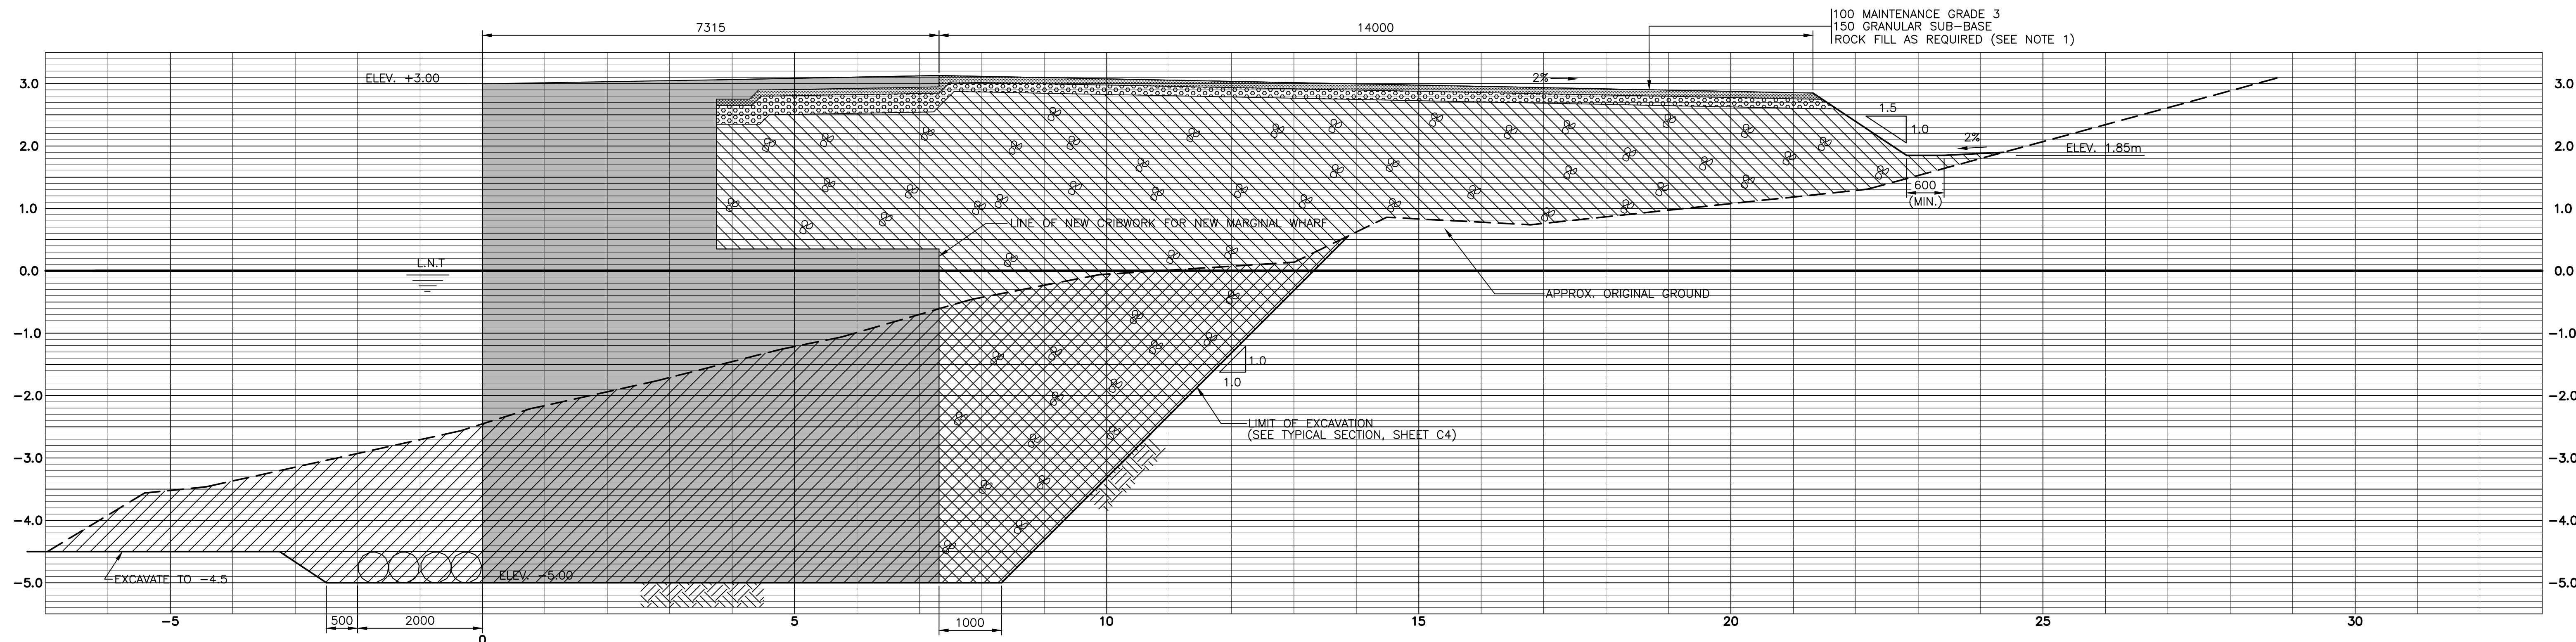 7315
14000
100 MAINTENANCE GRADE 3
150 GRANULAR SUB-BASE
ROCK FILL AS REQUIRED (SEE NOTE 1)
3.0
ELEV. +3.00
2%
3.0
1.5
1.0
2%
2.0
ELEV. 1.85m
2.0
600
(MIN.)
1.0
1.0
LINE OF NEW CRIBWORK FOR NEW MARGINAL WHARF
L.N.T
0.0
0.0
APPROX. ORIGINAL GROUND
-1.0
-1.0
1.0
1.0
-2.0
-2.0
LIMIT OF EXCAVATION
(SEE TYPICAL SECTION, SHEET C4)
-3.0
-3.0
-4.0
-4.0
EXCAVATE TO -4.5
ELEV. -5.00
-5.0
-5.0
-5
500
2000
0
5
1000
10
15
20
25
30